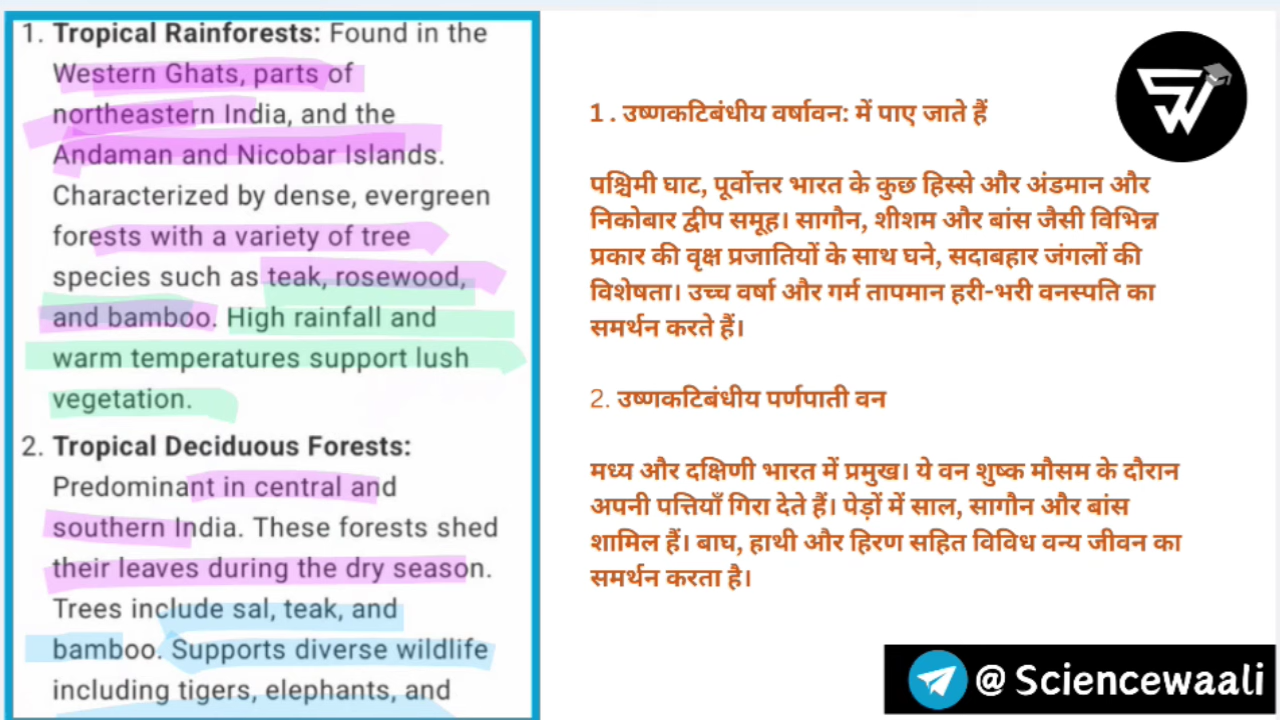 1. Tropical Rainforests: Found in the
Western Ghats, parts of
northeastern India, and the
Andaman and Nicobar Islands.
Characterized by dense, evergreen
forests with a variety of tree
species such as teak, rosewood,
and bamboo. High rainfall and
warm temperatures support lush
vegetation.
2. Tropical Deciduous Forests:
Predominant in central and
southern India. These forests shed
their leaves during the dry season.
Trees include sal, teak, and
bamboo. Supports diverse wildlife
including tigers, elephants, and
1 . उष्णकटिबंधीय वर्षावन: में पाए जाते हैं
पश्चिमी घाट, पूर्वोत्तर भारत के कुछ हिस्से और अंडमान और
निकोबार द्वीप समूह। सागौन, शीशम और बांस जैसी विभिन्न
प्रकार की वृक्ष प्रजातियों के साथ घने, सदाबहार जंगलों की
विशेषता। उच्च वर्षा और गर्म तापमान हरी-भरी वनस्पति का
समर्थन करते हैं।
2. उष्णकटिबंधीय पर्णपाती वन
मध्य और दक्षिणी भारत में प्रमुख। ये वन शुष्क मौसम के दौरान
अपनी पत्तियाँ गिरा देते हैं। पेड़ों में साल, सागौन और बांस
शामिल हैं। बाघ, हाथी और हिरण सहित विविध वन्य जीवन का
समर्थन करता है।
SW
@ Sciencewaali